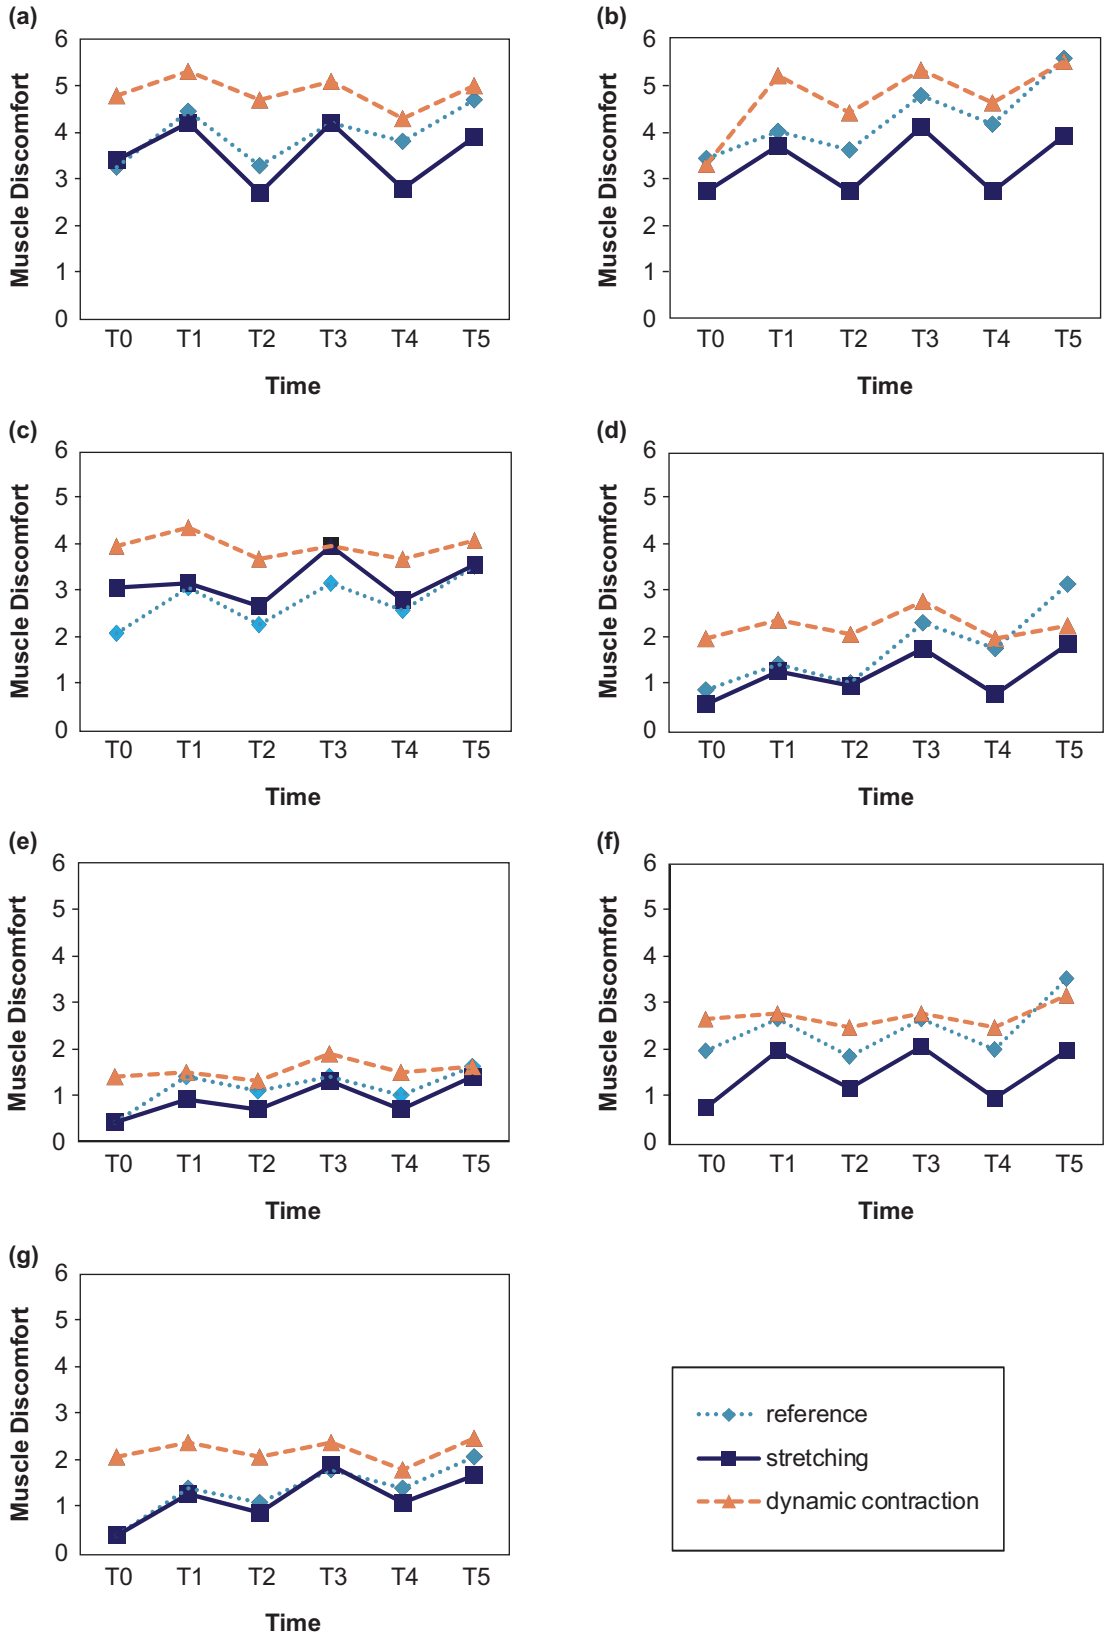 (a)
Muscle Discomfort
6
5
4
3
2
1
0
T0 T1 T2 T3 T4 T5
Time
(b)
Muscle Discomfort
6
5
4
3
2
1
0
T0 T1 T2 T3 T4 T5
Time
(c)
Muscle Discomfort
6
5
4
3
2
1
0
T0 T1 T2 T3 T4 T5
Time
(d)
Muscle Discomfort
6
5
4
3
2
1
0
T0 T1 T2 T3 T4 T5
Time
(e)
Muscle Discomfort
6
5
4
3
2
1
0
T0 T1 T2 T3 T4 T5
Time
(f)
Muscle Discomfort
6
5
4
3
2
1
0
T0 T1 T2 T3 T4 T5
Time
(g)
Muscle Discomfort
6
5
4
3
2
1
0
T0 T1 T2 T3 T4 T5
Time
reference
stretching
dynamic contraction